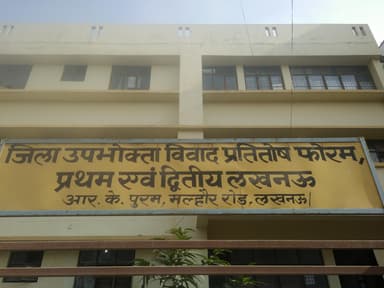 जिला उपभोक्ता विवाद प्रतितोष फोरम,
प्रथम एवं द्वितीय लखनऊ
आर. के. पुरम, मल्हौर रोड, लखनऊ।